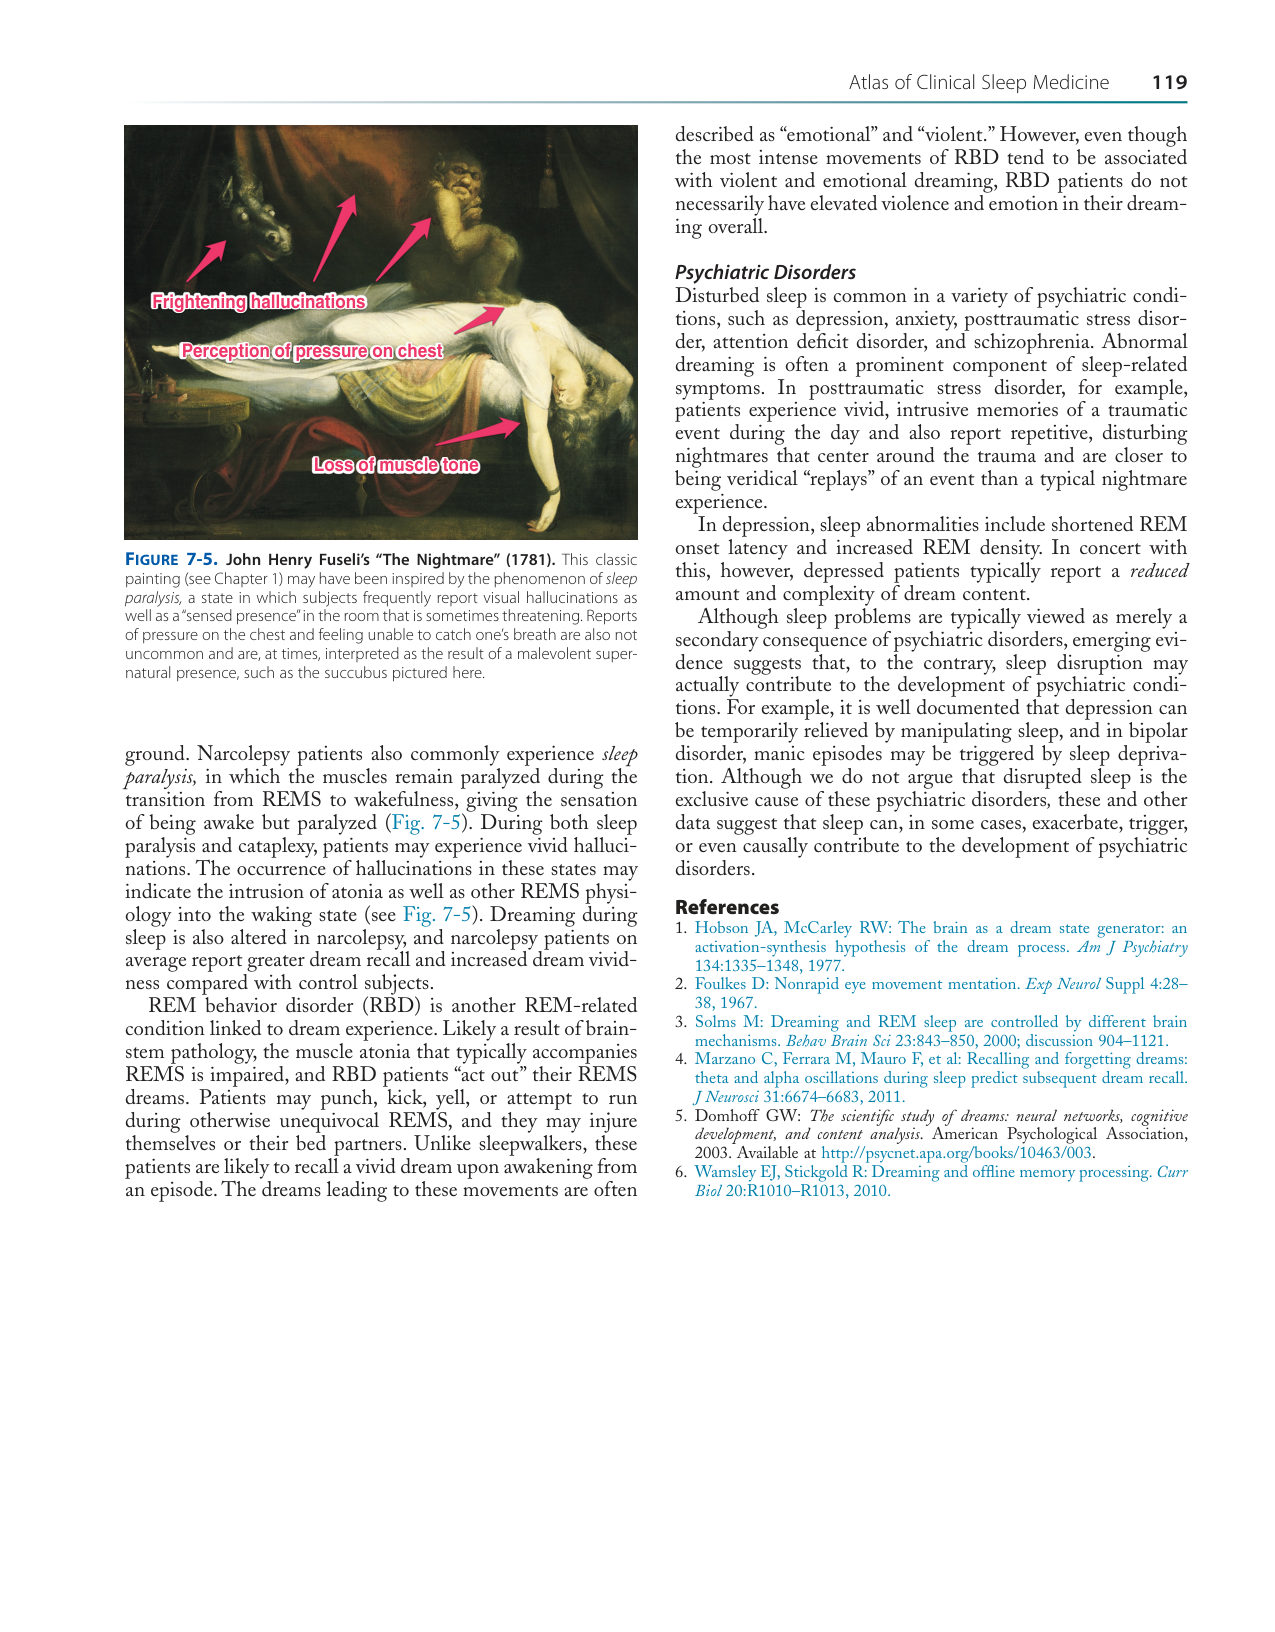 Atlas of Clinical Sleep Medicine 119
Frightening hallucinations
Perception of pressure on chest
Loss of muscle tone
FIGURE 7-5. John Henry Fuseli’s “The Nightmare” (1781). This classic
painting (see Chapter 1) may have been inspired by the phenomenon of sleep
paralysis, a state in which subjects frequently report visual hallucinations as
well as a “sensed presence” in the room that is sometimes threatening. Reports
of pressure on the chest and feeling unable to catch one’s breath are also not
uncommon and are, at times, interpreted as the result of a malevolent super-
natural presence, such as the succubus pictured here.
ground. Narcolepsy patients also commonly experience sleep
paralysis, in which the muscles remain paralyzed during the
transition from REMS to wakefulness, giving the sensation
of being awake but paralyzed (Fig. 7-5). During both sleep
paralysis and cataplexy, patients may experience vivid halluci-
nations. The occurrence of hallucinations in these states may
indicate the intrusion of atonia as well as other REMS physi-
ology into the waking state (see Fig. 7-5). Dreaming during
sleep is also altered in narcolepsy, and narcolepsy patients on
average report greater dream recall and increased dream vivid-
ness compared with control subjects.
REM behavior disorder (RBD) is another REM-related
condition linked to dream experience. Likely a result of brain-
stem pathology, the muscle atonia that typically accompanies
REMS is impaired, and RBD patients “act out” their REMS
dreams. Patients may punch, kick, yell, or attempt to run
during otherwise unequivocal REMS, and they may injure
themselves or their bed partners. Unlike sleepwalkers, these
patients are likely to recall a vivid dream upon awakening from
an episode. The dreams leading to these movements are often
described as “emotional” and “violent.” However, even though
the most intense movements of RBD tend to be associated
with violent and emotional dreaming, RBD patients do not
necessarily have elevated violence and emotion in their dream-
ing overall.
Psychiatric Disorders
Disturbed sleep is common in a variety of psychiatric condi-
tions, such as depression, anxiety, posttraumatic stress disor-
der, attention deficit disorder, and schizophrenia. Abnormal
dreaming is often a prominent component of sleep-related
symptoms. In posttraumatic stress disorder, for example,
patients experience vivid, intrusive memories of a traumatic
event during the day and also report repetitive, disturbing
nightmares that center around the trauma and are closer to
being veridical “replays” of an event than a typical nightmare
experience.
In depression, sleep abnormalities include shortened REM
onset latency and increased REM density. In concert with
this, however, depressed patients typically report a reduced
amount and complexity of dream content.
Although sleep problems are typically viewed as merely a
secondary consequence of psychiatric disorders, emerging evi-
dence suggests that, to the contrary, sleep disruption may
actually contribute to the development of psychiatric condi-
tions. For example, it is well documented that depression can
be temporarily relieved by manipulating sleep, and in bipolar
disorder, manic episodes may be triggered by sleep depriva-
tion. Although we do not argue that disrupted sleep is the
exclusive cause of these psychiatric disorders, these and other
data suggest that sleep can, in some cases, exacerbate, trigger,
or even causally contribute to the development of psychiatric
disorders.
References
1. Hobson JA, McCarley RW: The brain as a dream state generator: an
activation-synthesis hypothesis of the dream process. Am J Psychiatry
134:1335–1348, 1977.
2. Foulkes D: Nonrapid eye movement mentation. Exp Neurol Suppl 4:28–
38, 1967.
3. Solms M: Dreaming and REM sleep are controlled by different brain
mechanisms. Behav Brain Sci 23:843–850, 2000; discussion 904–1121.
4. Marzano C, Ferrara M, Mauro F, et al: Recalling and forgetting dreams:
theta and alpha oscillations during sleep predict subsequent dream recall.
J Neurosci 31:6674–6683, 2011.
5. Domhoff GW: The scientific study of dreams: neural networks, cognitive
development, and content analysis. American Psychological Association,
2003. Available at http://psycnet.apa.org/books/10463/003.
6. Wamsley EJ, Stickgold R: Dreaming and offline memory processing. Curr
Biol 20:R1010–R1013, 2010.